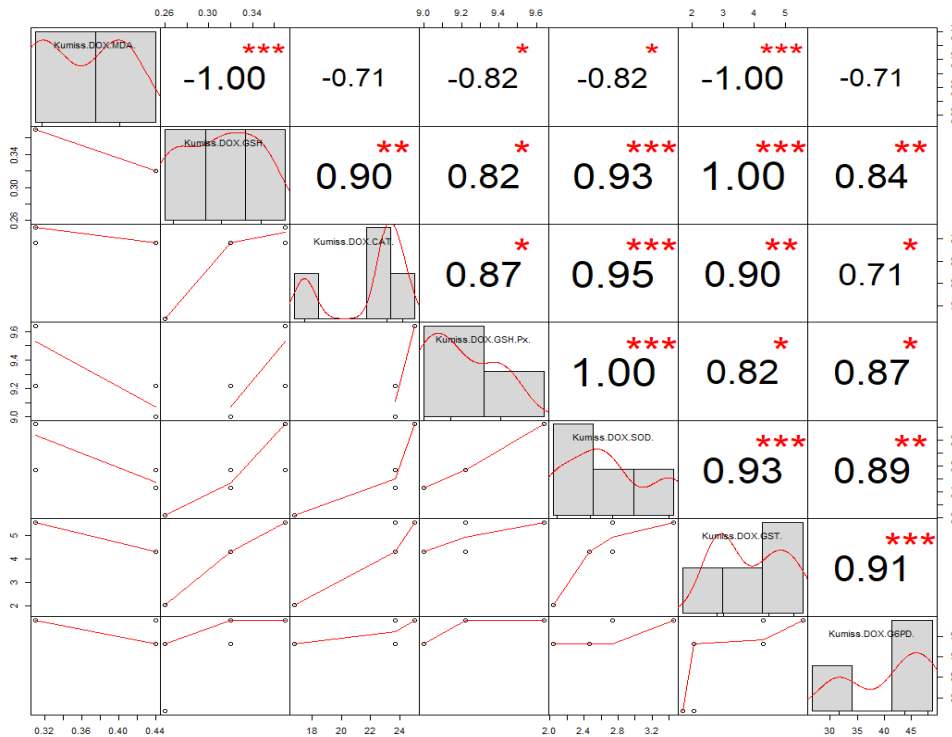 0.26 0.30 0.34 9.0 9.2 9.4 9.6 2 3 4 5
Kumiss.DOX.MDA. *** -1.00 -0.71 * -0.82 * -0.82 *** -1.00 -0.71
0.26 0.30 0.34 Kumiss.DOX.GSH. ** 0.90 * 0.82 *** 0.93 *** 1.00 ** 0.84
Kumiss.DOX.CAT. * 0.87 *** 0.95 ** 0.90 * 0.71
9.0 9.2 9.4 9.6 Kumiss.DOX.GSH.Px. *** 1.00 * 0.82 * 0.87
Kumiss.DOX.SOD. *** 0.93 ** 0.89
2 3 4 5 Kumiss.DOX.GST. *** 0.91
Kumiss.DOX.G6PD.
0.32 0.36 0.40 0.44 18 20 22 24 2.0 2.4 2.8 3.4 30 35 40 45